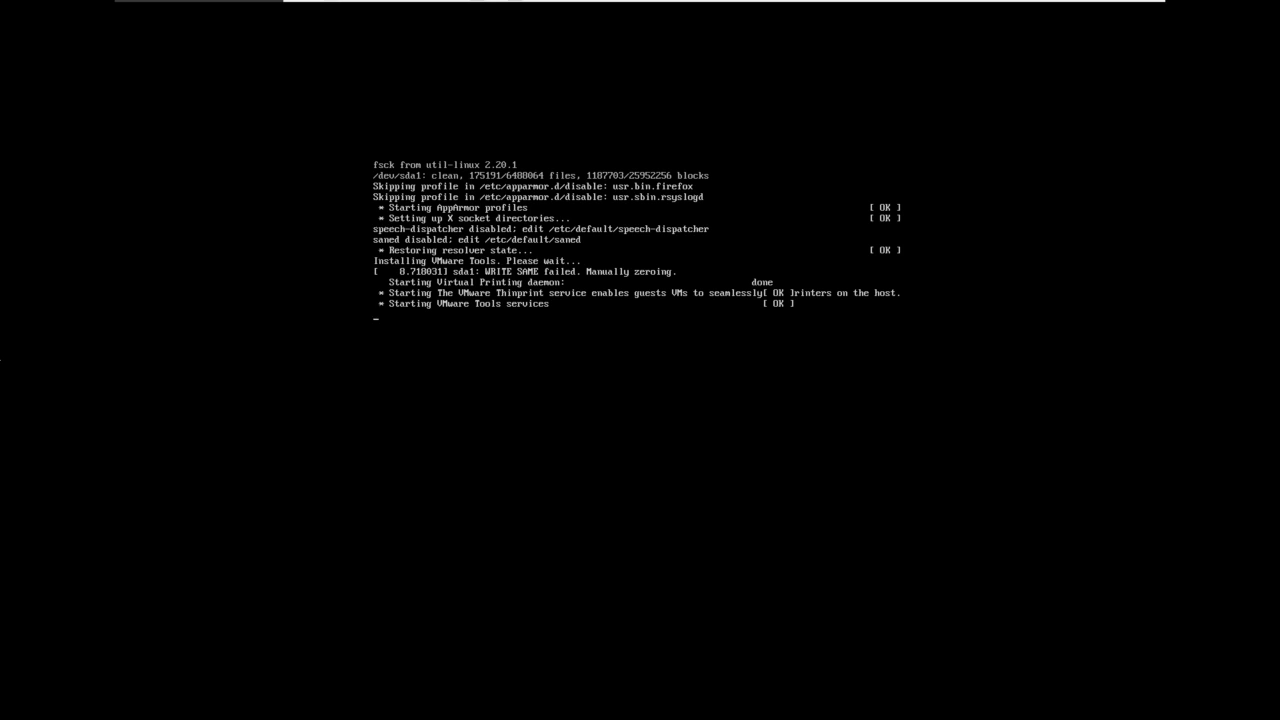 fsck from util-linux 2.20.1
/dev/sda1: clean, 175191/6488064 files, 1187703/25952256 blocks
Skipping profile in /etc/apparmor.d/disable: usr.bin.firefox
Skipping profile in /etc/apparmor.d/disable: usr.sbin.rsyslogd
* Starting AppArmor profiles [ OK ]
* Setting up X socket directories... [ OK ]
speech-dispatcher disabled; edit /etc/default/speech-dispatcher
saned disabled; edit /etc/default/saned
* Restoring resolver state... [ OK ]
Installing VMware Tools. Please wait...
[ 8.718031] sda1: WRITE SAME failed. Manually zeroing.
Starting Virtual Printing daemon: done
* Starting The VMware Thinprint service enables guests VMs to seamlessly[ OK ]rinters on the host.
* Starting VMware Tools services [ OK ]
_